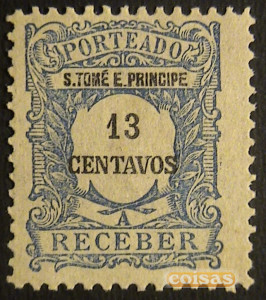 PORTEADO
S. TOMÉ E. PRINCIPE
13
CENTAVOS
A
RECEBER
coisas